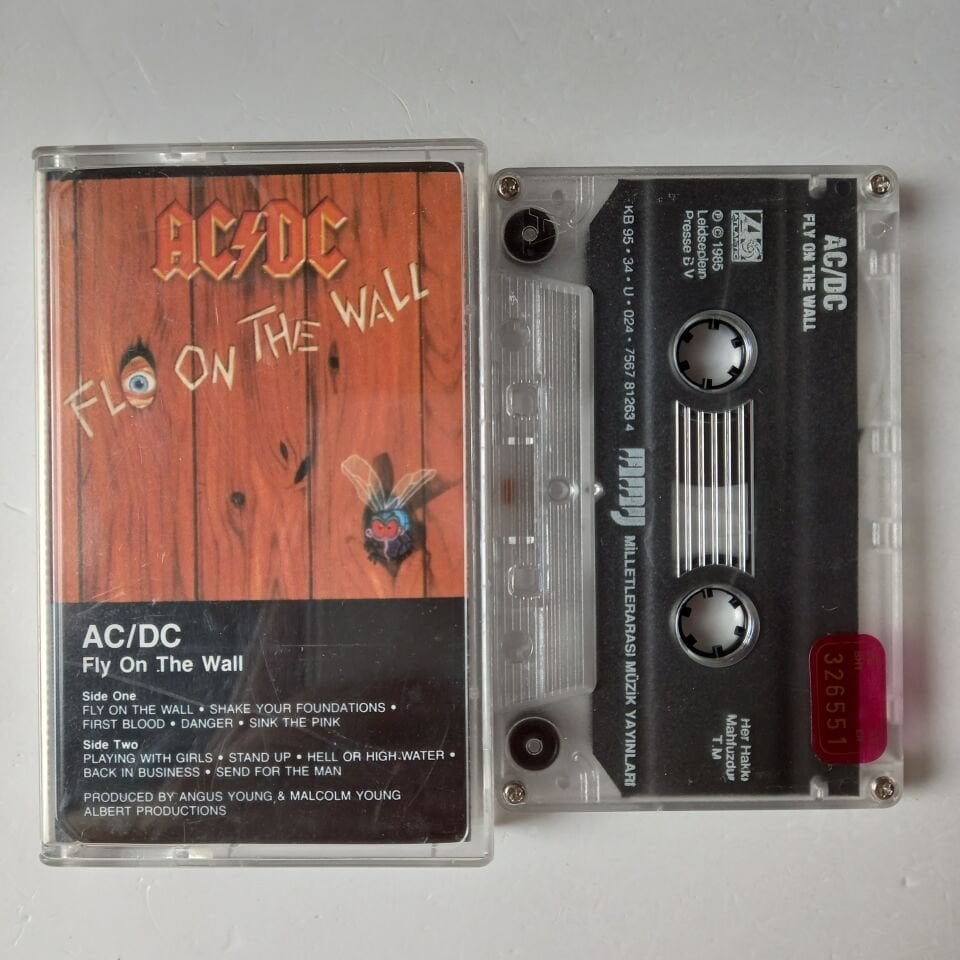 AC/DC
FLY ON THE WALL
AC/DC
Fly On The Wall
Side One
FLY ON THE WALL • SHAKE YOUR FOUNDATIONS •
FIRST BLOOD • DANGER • SINK THE PINK
Side Two
PLAYING WITH GIRLS • STAND UP • HELL OR HIGH WATER •
BACK IN BUSINESS • SEND FOR THE MAN
PRODUCED BY ANGUS YOUNG & MALCOLM YOUNG
ALBERT PRODUCTIONS
AC/DC
FLY ON THE WALL
ATLANTIC
℗ © 1985
Leidseplein
Presse B V
KB 95 • 34 • U • 024 • 7567 81263 4
MİLLETLERARASI MÜZİK YAYINLARI
Her Hakkı
Mahfuzdur
T.M
326551